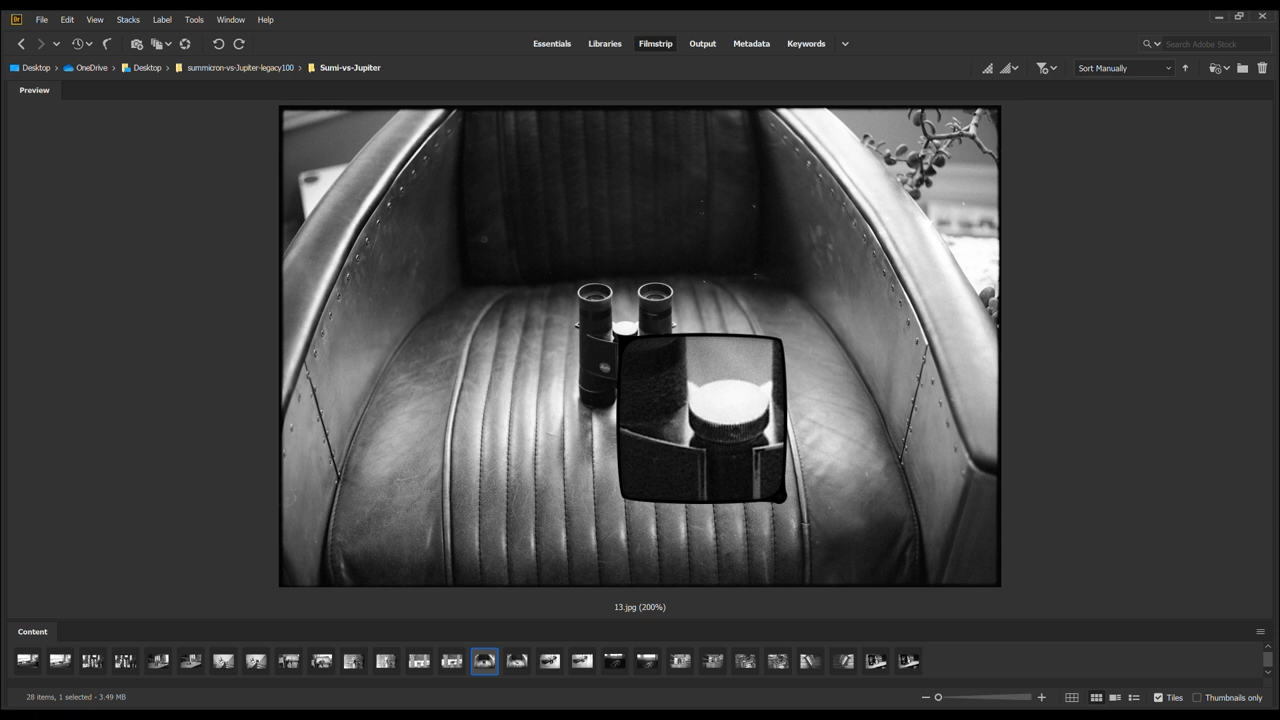 Br File Edit View Stacks Label Tools Window Help
Essentials Libraries Filmstrip Output Metadata Keywords Search Adobe Stock
Desktop OneDrive Desktop summicron-vs-Jupiter-legacy100 Sumi-vs-Jupiter Sort Manually
Preview
13.jpg (200%)
Content
28 items, 1 selected - 3.49 MB Tiles Thumbnails only